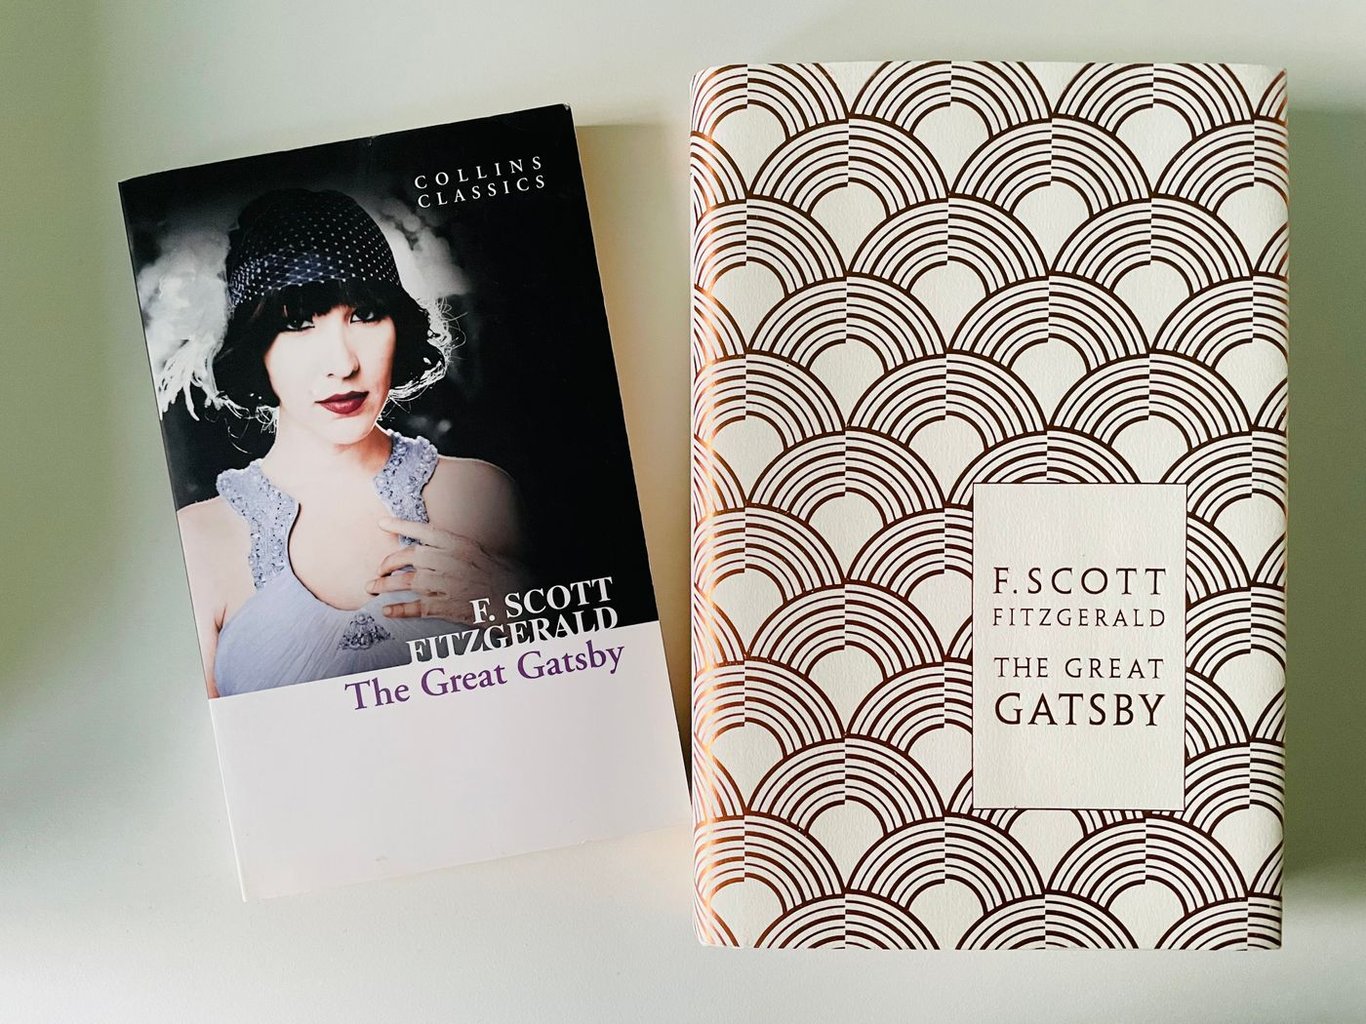 COLLINS
CLASSICS
F. SCOTT
FITZGERALD
The Great Gatsby
F. SCOTT
FITZGERALD
THE GREAT
GATSBY